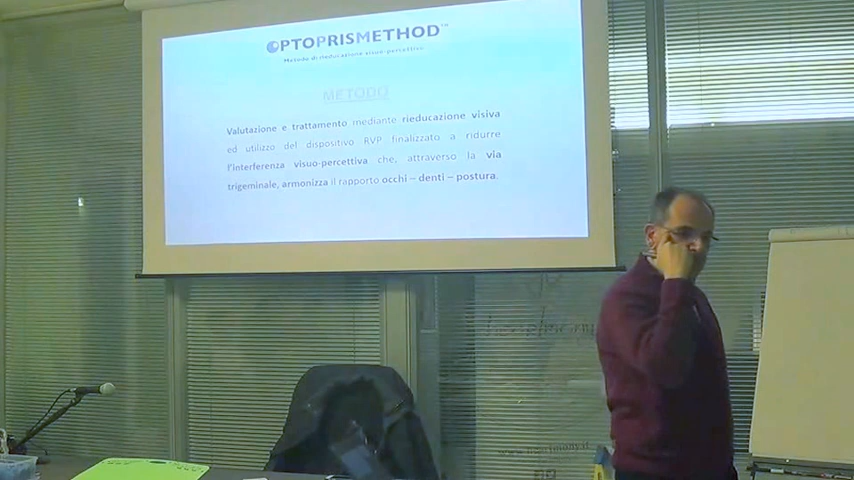 OPTOPRISMETHOD™
Metodo di rieducazione visuo-percettiva
METODO
Valutazione e trattamento mediante rieducazione visiva
ed utilizzo del dispositivo RVP finalizzato a ridurre
l'interferenza visuo-percettiva che, attraverso la via
trigeminale, armonizza il rapporto occhi – denti – postura.